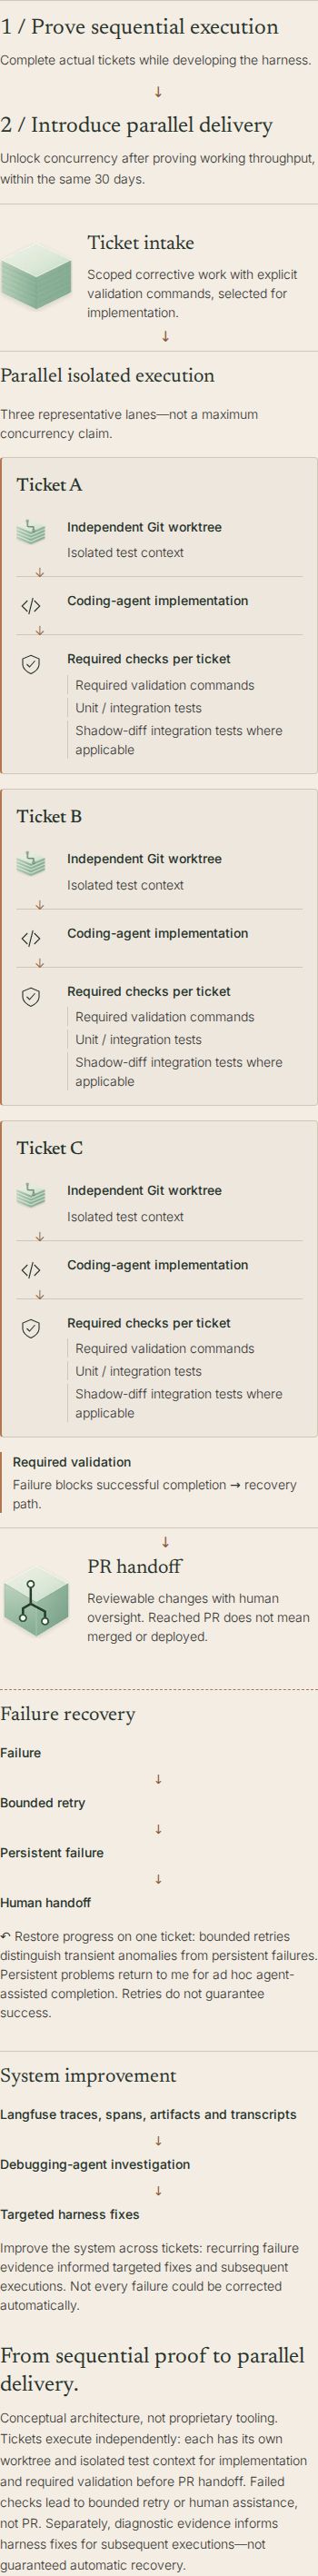 1 / Prove sequential execution
Complete actual tickets while developing the harness.
↓
2 / Introduce parallel delivery
Unlock concurrency after proving working throughput,
within the same 30 days.
Ticket intake
Scoped corrective work with explicit
validation commands, selected for
implementation.
↓
Parallel isolated execution
Three representative lanes—not a maximum
concurrency claim.
Ticket A
Independent Git worktree
Isolated test context
↓
</> Coding-agent implementation
↓
Required checks per ticket
Required validation commands
Unit / integration tests
Shadow-diff integration tests where
applicable
Ticket B
Independent Git worktree
Isolated test context
↓
</> Coding-agent implementation
↓
Required checks per ticket
Required validation commands
Unit / integration tests
Shadow-diff integration tests where
applicable
Ticket C
Independent Git worktree
Isolated test context
↓
</> Coding-agent implementation
↓
Required checks per ticket
Required validation commands
Unit / integration tests
Shadow-diff integration tests where
applicable
Required validation
Failure blocks successful completion → recovery
path.
↓
PR handoff
Reviewable changes with human
oversight. Reached PR does not mean
merged or deployed.
Failure recovery
Failure
↓
Bounded retry
↓
Persistent failure
↓
Human handoff
↶ Restore progress on one ticket: bounded retries
distinguish transient anomalies from persistent failures.
Persistent problems return to me for ad hoc agent-
assisted completion. Retries do not guarantee
success.
System improvement
Langfuse traces, spans, artifacts and transcripts
↓
Debugging-agent investigation
↓
Targeted harness fixes
Improve the system across tickets: recurring failure
evidence informed targeted fixes and subsequent
executions. Not every failure could be corrected
automatically.
From sequential proof to parallel
delivery.
Conceptual architecture, not proprietary tooling.
Tickets execute independently: each has its own
worktree and isolated test context for implementation
and required validation before PR handoff. Failed
checks lead to bounded retry or human assistance,
not PR. Separately, diagnostic evidence informs
harness fixes for subsequent executions—not
guaranteed automatic recovery.